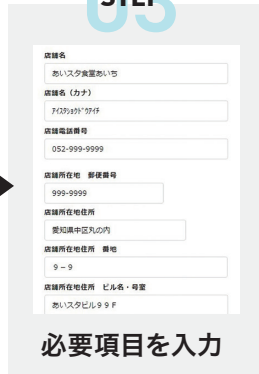 STEP
03
店舗名
あいスタ食堂あいち
店舗名（カナ）
ｱｲｽﾀｼｮｸﾄﾞｳｱｲﾁ
店舗電話番号
052-999-9999
店舗所在地　郵便番号
999-9999
店舗所在地住所
愛知県中区丸の内
店舗所在地住所　番地
９－９
店舗所在地住所　ビル名・号室
あいスタビル９９Ｆ
必要項目を入力